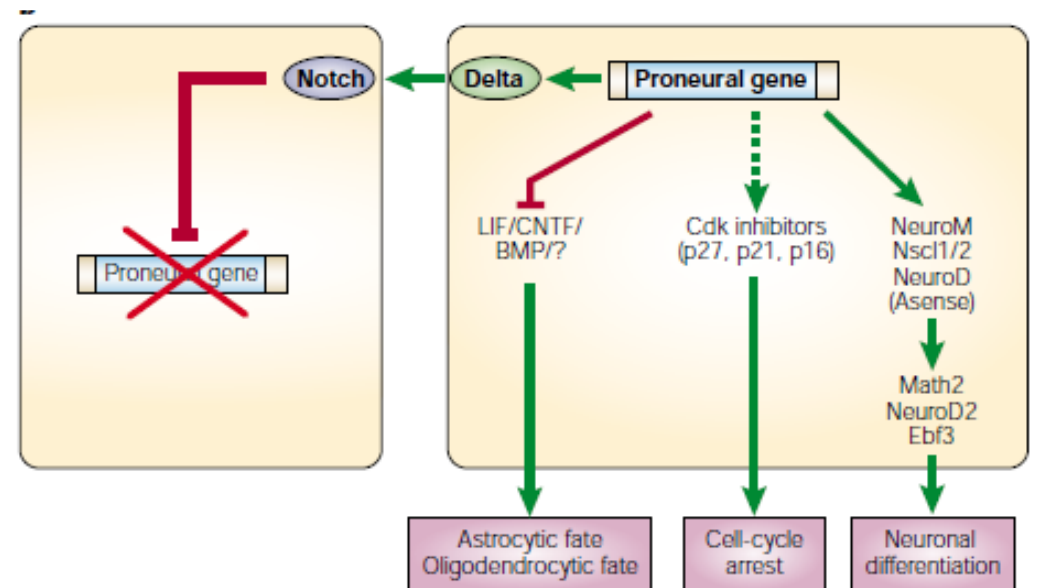 Notch
Delta
Proneural gene
Proneural gene
LIF/CNTF/
BMP/?
Cdk inhibitors
(p27, p21, p16)
NeuroM
Nscl1/2
NeuroD
(Asense)
Math2
NeuroD2
Ebf3
Astrocytic fate
Oligodendrocytic fate
Cell-cycle
arrest
Neuronal
differentiation